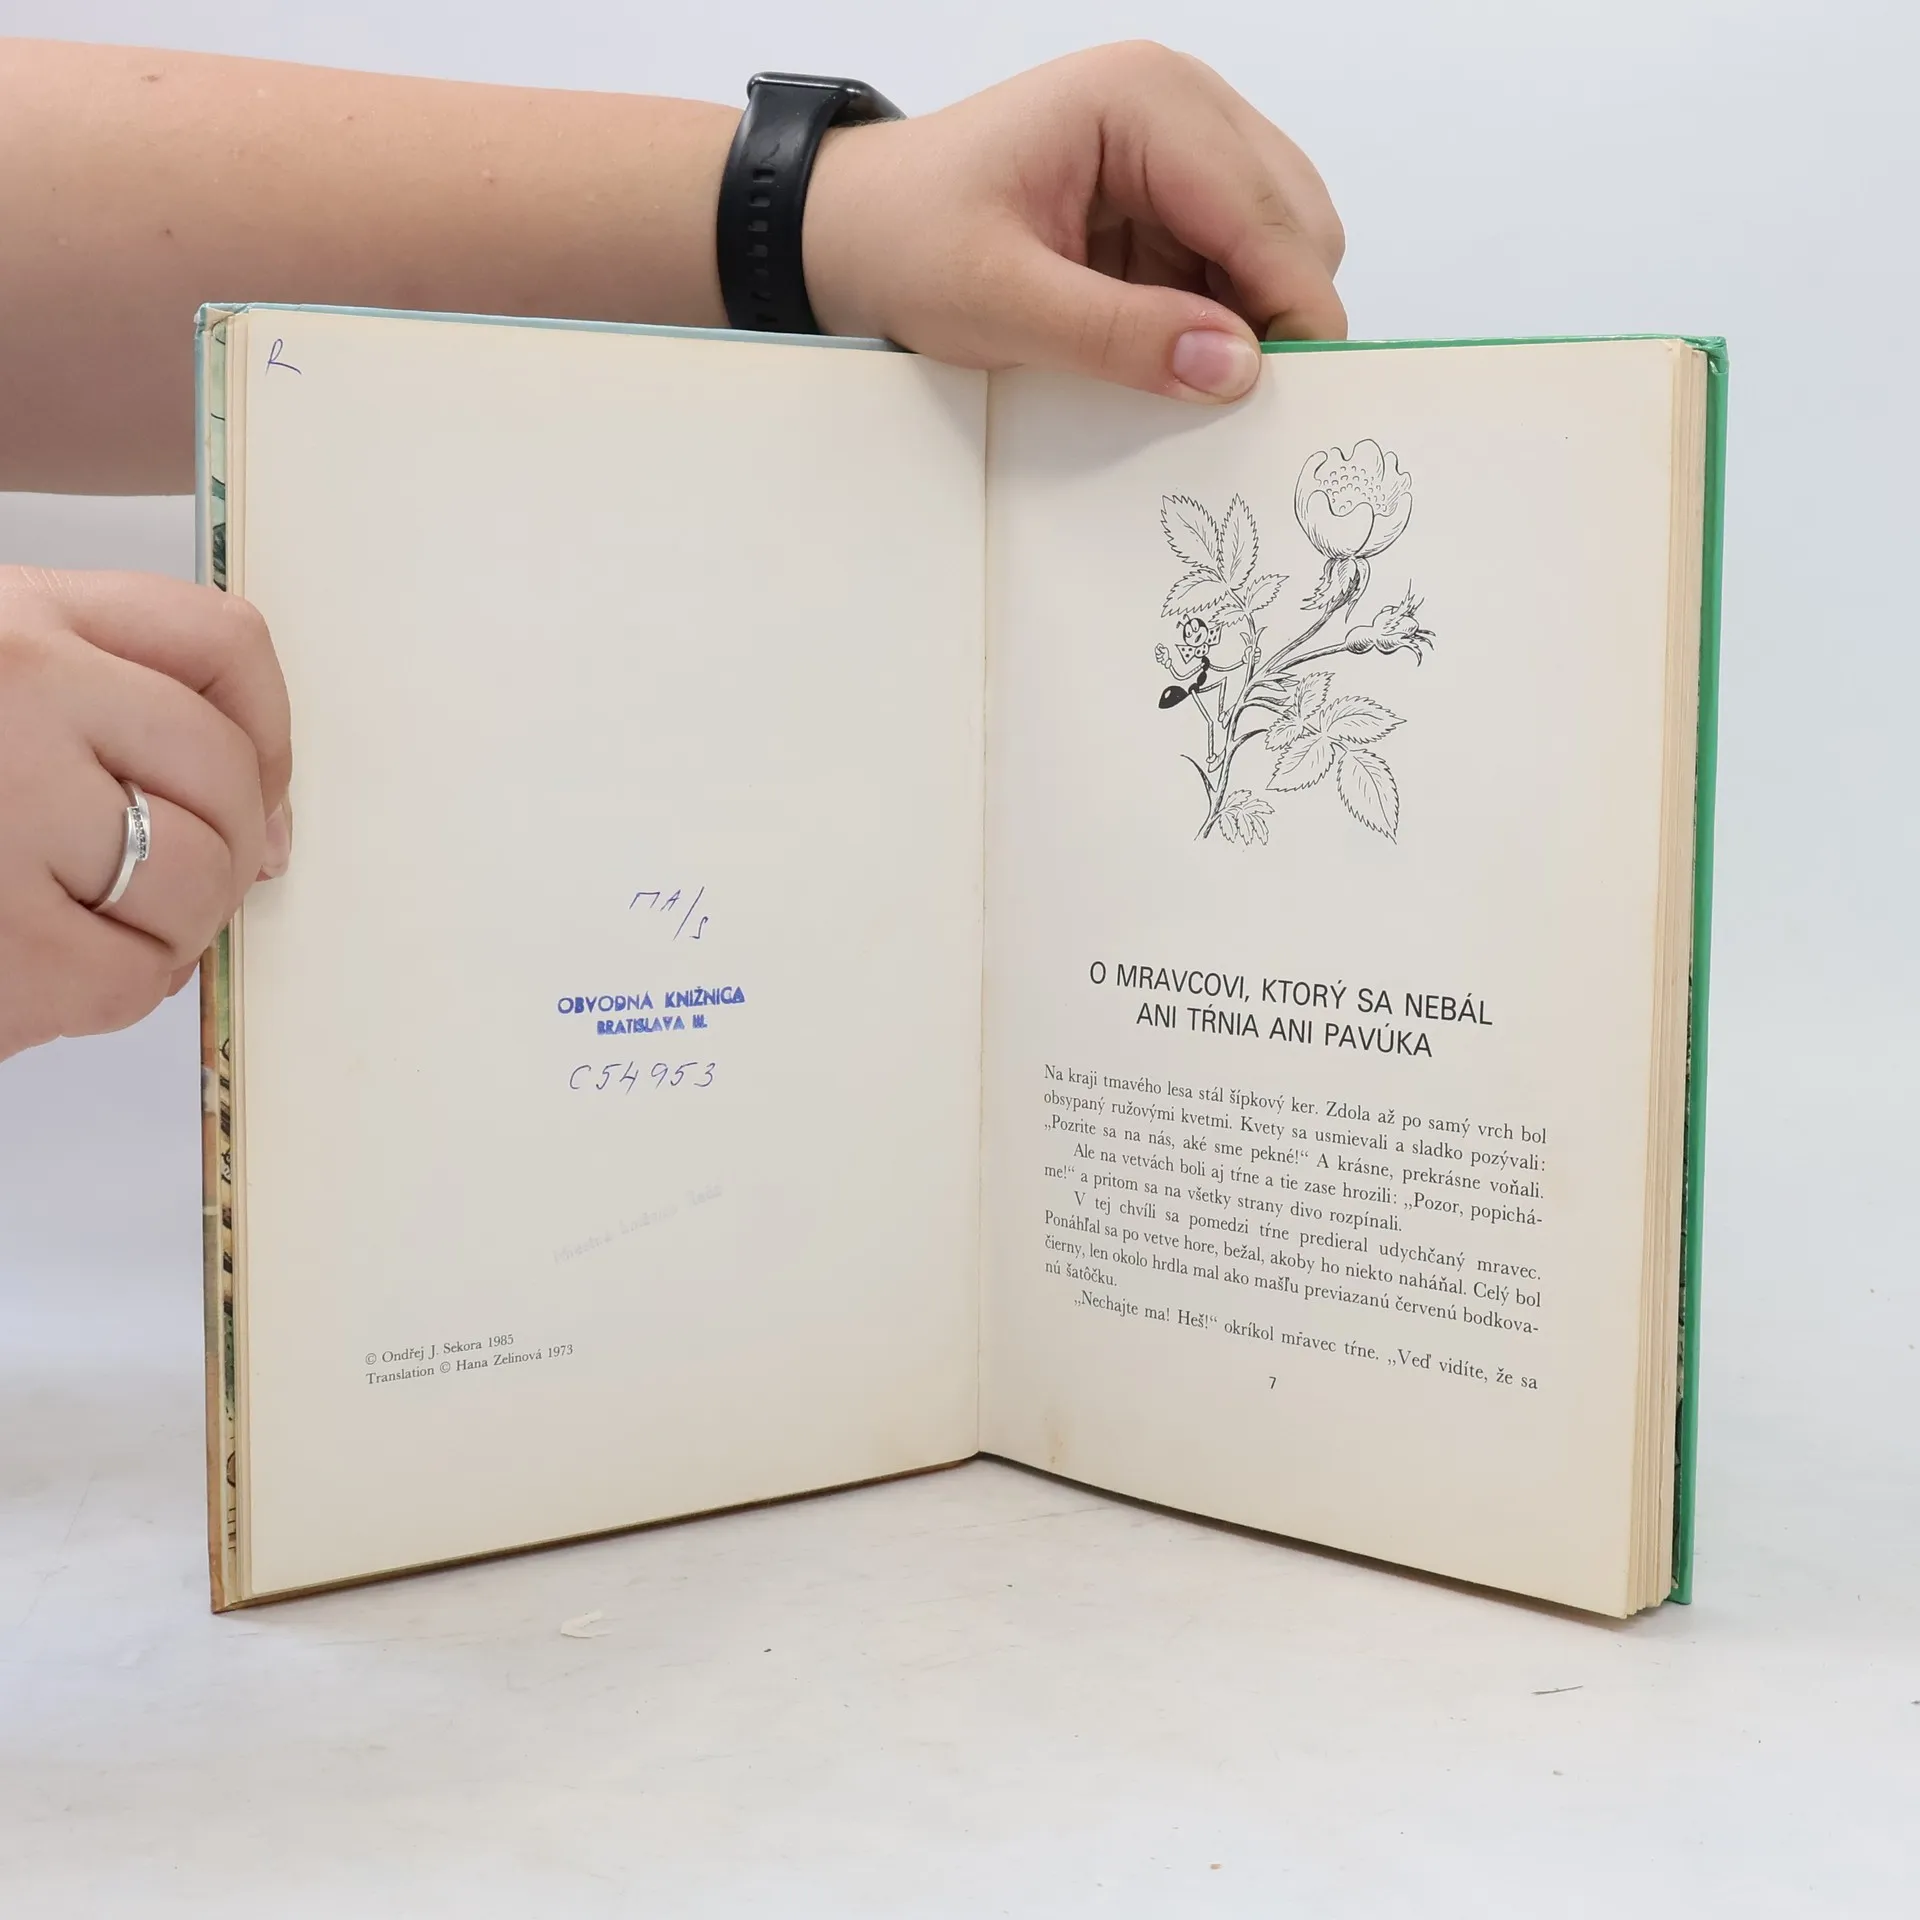 R
MA/S
OBVODNÁ KNIŽNICA
BRATISLAVA III.
C54953
© Ondřej J. Sekora 1985
Translation © Hana Zelinová 1973
O MRAVCOVI, KTORÝ SA NEBÁL
ANI TŔNIA ANI PAVÚKA
Na kraji tmavého lesa stál šípkový ker. Zdola až po samý vrch bol
obsypaný ružovými kvetmi. Kvety sa usmievali a sladko pozývali:
„Pozrite sa na nás, aké sme pekné!“ A krásne, prekrásne voňali.
Ale na vetvách boli aj tŕne a tie zase hrozili: „Pozor, popichá-
me!“ a pritom sa na všetky strany divo rozpínali.
V tej chvíli sa pomedzi tŕne predieral udychčaný mravec.
Ponáhľal sa po vetve hore, bežal, akoby ho niekto naháňal. Celý bol
čierny, len okolo hrdla mal ako mašľu previazanú červenú bodkova-
nú šatôčku.
„Nechajte ma! Heš!“ okríkol mravec tŕne. „Veď vidíte, že sa
7